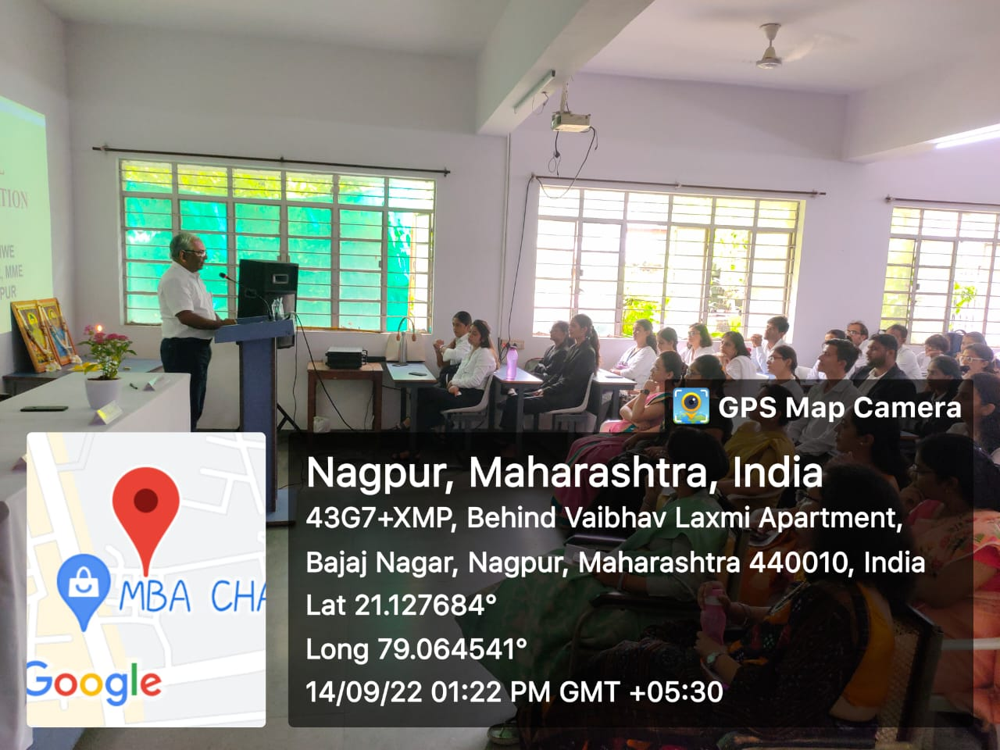 TION
MME
PUR
GPS Map Camera
Nagpur, Maharashtra, India
43G7+XMP, Behind Vaibhav Laxmi Apartment,
Bajaj Nagar, Nagpur, Maharashtra 440010, India
Lat 21.127684°
Long 79.064541°
14/09/22 01:22 PM GMT +05:30
MBA CHA
Google